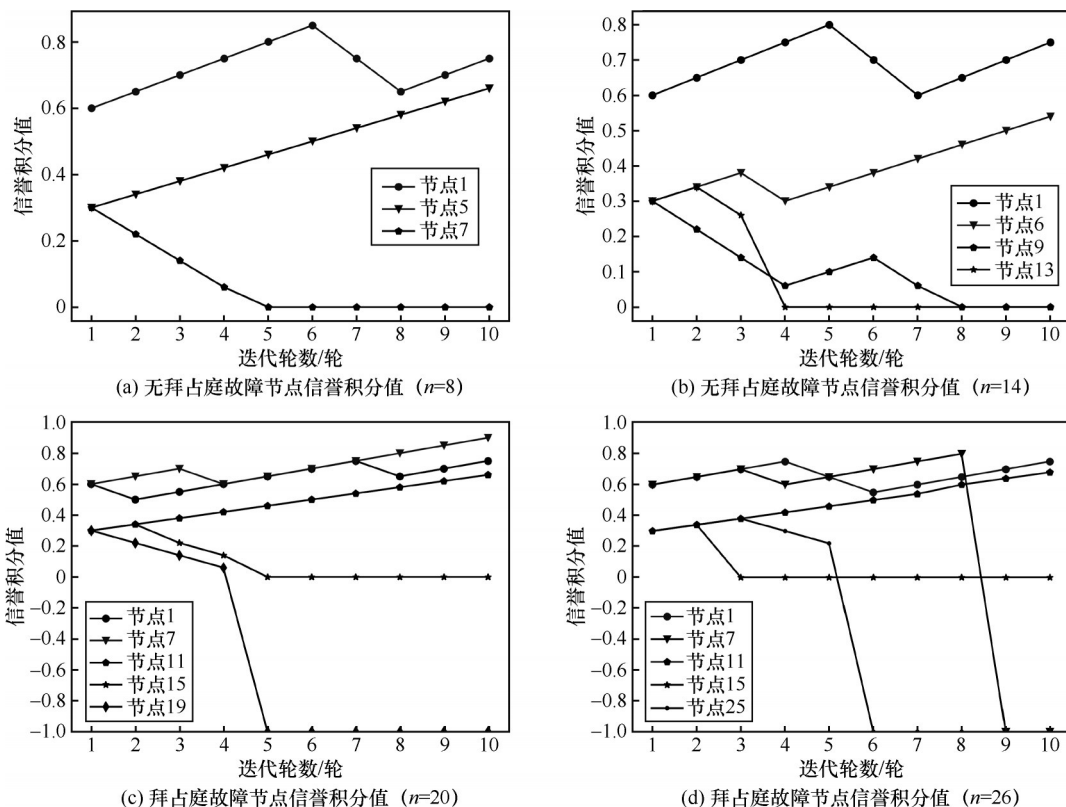 0.8
0.6
0.4
0.2
0
信誉积分值
节点1
节点5
节点7
1 2 3 4 5 6 7 8 9 10
迭代轮数/轮
(a) 无拜占庭故障节点信誉积分值（n=8）
0.8
0.7
0.6
0.5
0.4
0.3
0.2
0.1
0
信誉积分值
节点1
节点6
节点9
节点13
1 2 3 4 5 6 7 8 9 10
迭代轮数/轮
(b) 无拜占庭故障节点信誉积分值（n=14）
1.0
0.8
0.6
0.4
0.2
0
−0.2
−0.4
−0.6
−0.8
−1.0
信誉积分值
节点1
节点7
节点11
节点15
节点19
1 2 3 4 5 6 7 8 9 10
迭代轮数/轮
(c) 拜占庭故障节点信誉积分值（n=20）
1.0
0.8
0.6
0.4
0.2
0
−0.2
−0.4
−0.6
−0.8
−1.0
信誉积分值
节点1
节点7
节点11
节点15
节点25
1 2 3 4 5 6 7 8 9 10
迭代轮数/轮
(d) 拜占庭故障节点信誉积分值（n=26）